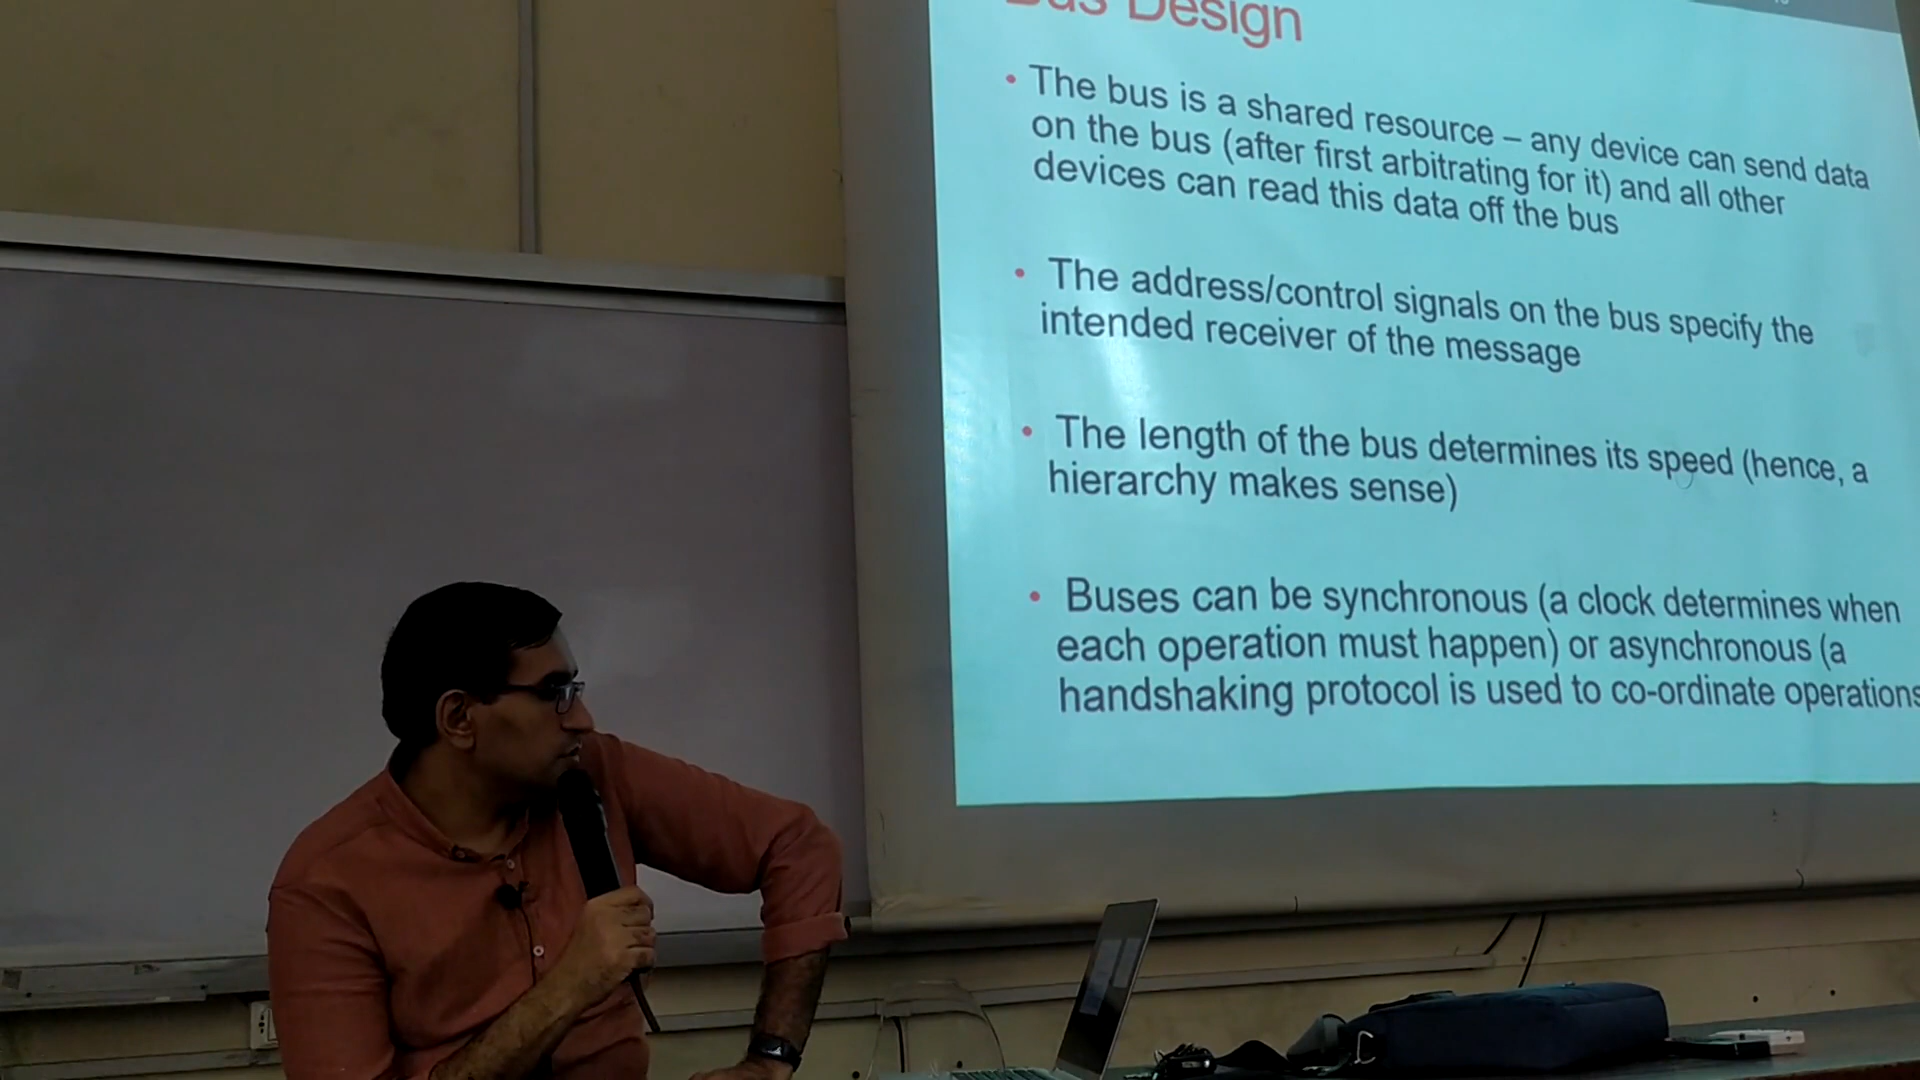 Bus Design
• The bus is a shared resource – any device can send data
on the bus (after first arbitrating for it) and all other
devices can read this data off the bus
• The address/control signals on the bus specify the
intended receiver of the message
• The length of the bus determines its speed (hence, a
hierarchy makes sense)
• Buses can be synchronous (a clock determines when
each operation must happen) or asynchronous (a
handshaking protocol is used to co-ordinate operations